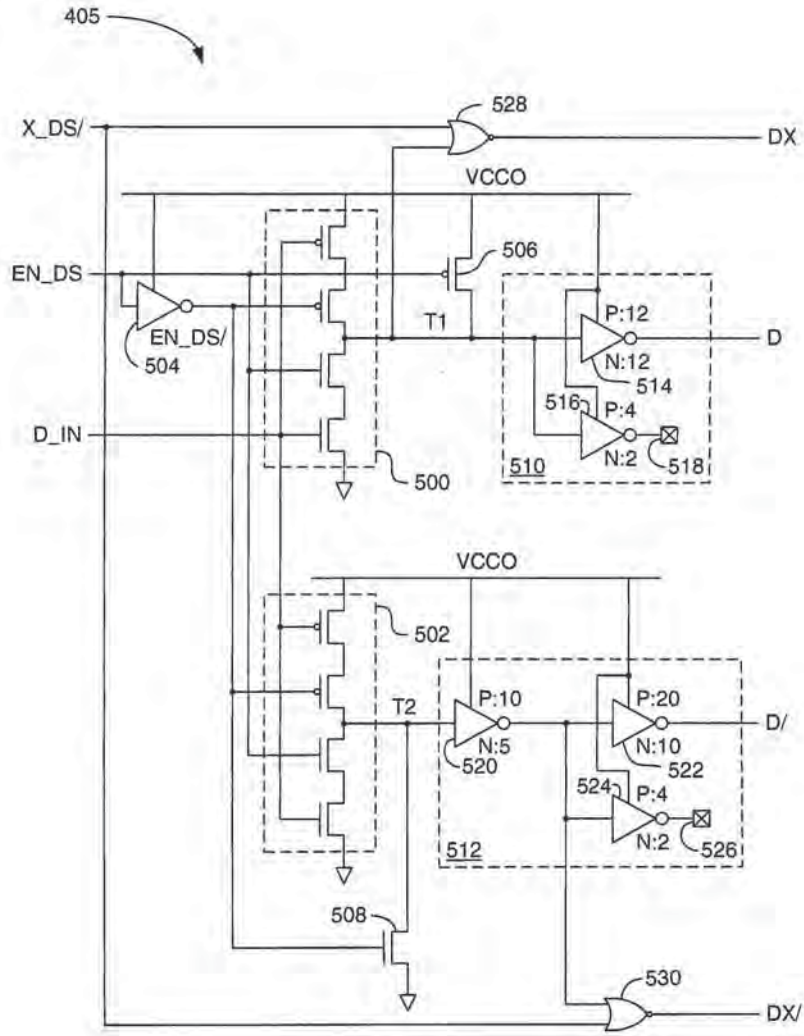 405
X_DS/
528
DX
VCCO
EN_DS
506
T1
P:12
D
504
EN_DS/
N:12
514
516
P:4
D_IN
N:2
518
500
510
VCCO
502
T2
P:10
P:20
D/
520
N:5
N:10
522
524
P:4
N:2
526
512
508
530
DX/